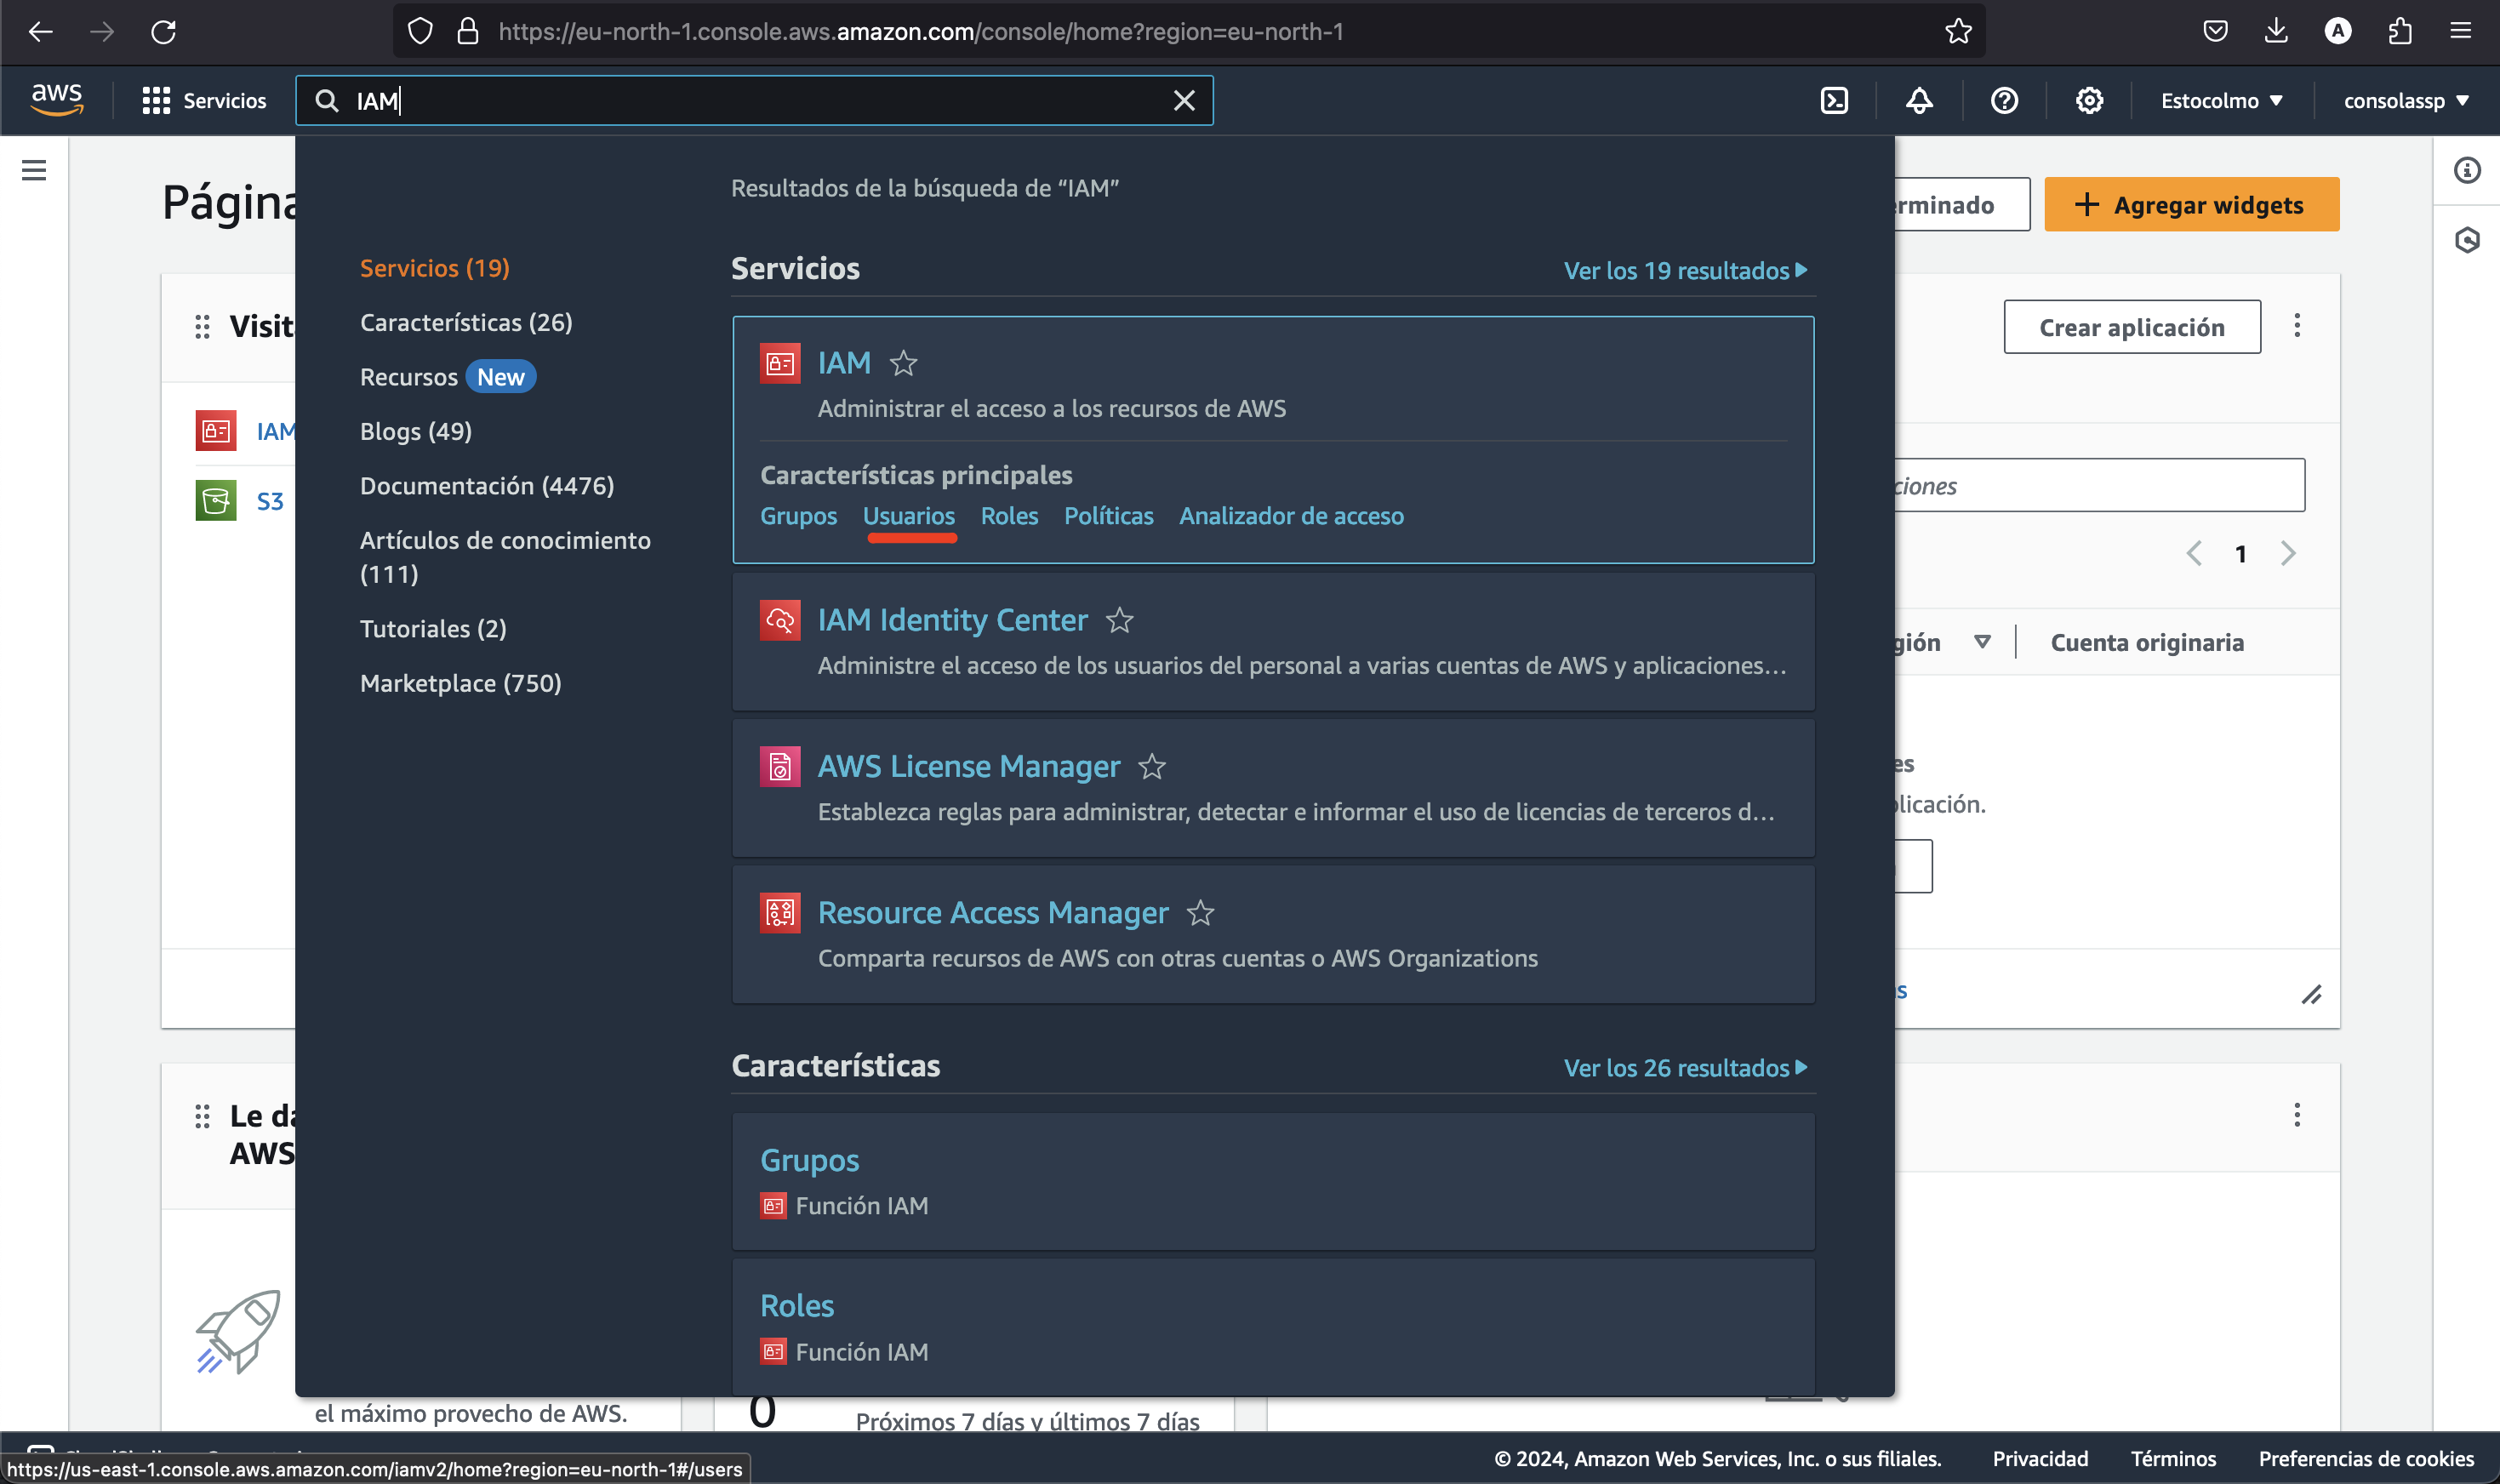 https://eu-north-1.console.aws.amazon.com/console/home?region=eu-north-1
A
aws
Servicios
IAM
Estocolmo
consolassp
Página
Resultados de la búsqueda de “IAM”
erminado
Agregar widgets
Servicios (19)
Características (26)
Recursos New
Blogs (49)
Documentación (4476)
Artículos de conocimiento
(111)
Tutoriales (2)
Marketplace (750)
Servicios
Ver los 19 resultados
IAM
Administrar el acceso a los recursos de AWS
Características principales
Grupos Usuarios Roles Políticas Analizador de acceso
IAM Identity Center
Administre el acceso de los usuarios del personal a varias cuentas de AWS y aplicaciones...
AWS License Manager
Establezca reglas para administrar, detectar e informar el uso de licencias de terceros d...
Resource Access Manager
Comparta recursos de AWS con otras cuentas o AWS Organizations
Características
Ver los 26 resultados
Grupos
Función IAM
Roles
Función IAM
Visit
IAM
S3
Crear aplicación
ciones
1
gión
Cuenta originaria
es
plicación.
s
Le da
AWS
el máximo provecho de AWS.
0
Próximos 7 días y últimos 7 días
© 2024, Amazon Web Services, Inc. o sus filiales.
Privacidad
Términos
Preferencias de cookies
https://us-east-1.console.aws.amazon.com/iamv2/home?region=eu-north-1#/users